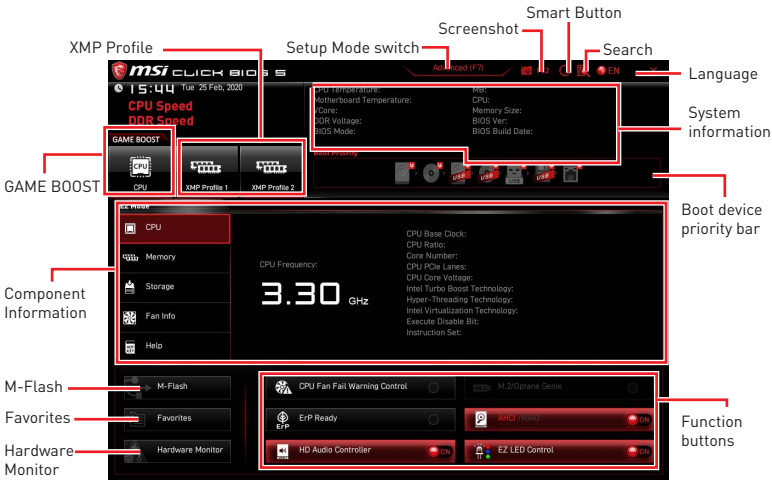 Smart Button
Screenshot
XMP Profile
Setup Mode switch
Search
msi CLICK BIOS 5
Advanced (F7)
F12
EN
X
Language
15:44 Tue 25 Feb, 2020
CPU Speed
DDR Speed
CPU Temperature:
Motherboard Temperature:
VCore:
DDR Voltage:
BIOS Mode:
MB:
CPU:
Memory Size:
BIOS Ver:
BIOS Build Date:
System
information
GAME BOOST
CPU
CPU
XMP Profile 1
XMP Profile 2
Boot Priority
U
U
USB
U
USB
U
USB
U
USB
U
U
GAME BOOST
Boot device
priority bar
EZ Mode
CPU
Memory
Storage
Fan Info
Help
CPU Frequency:
3.30 GHz
CPU Base Clock:
CPU Ratio:
Core Number:
CPU PCIe Lanes:
CPU Core Voltage:
Intel Turbo Boost Technology:
Hyper-Threading Technology:
Intel Virtualization Technology:
Execute Disable Bit:
Instruction Set:
Component
Information
M-Flash
M-Flash
Favorites
Favorites
Hardware
Monitor
Hardware Monitor
CPU Fan Fail Warning Control
M.2/Optane Genie
ErP
ErP Ready
AHCI /RAID
ON
HD Audio Controller
ON
EZ LED Control
ON
Function
buttons